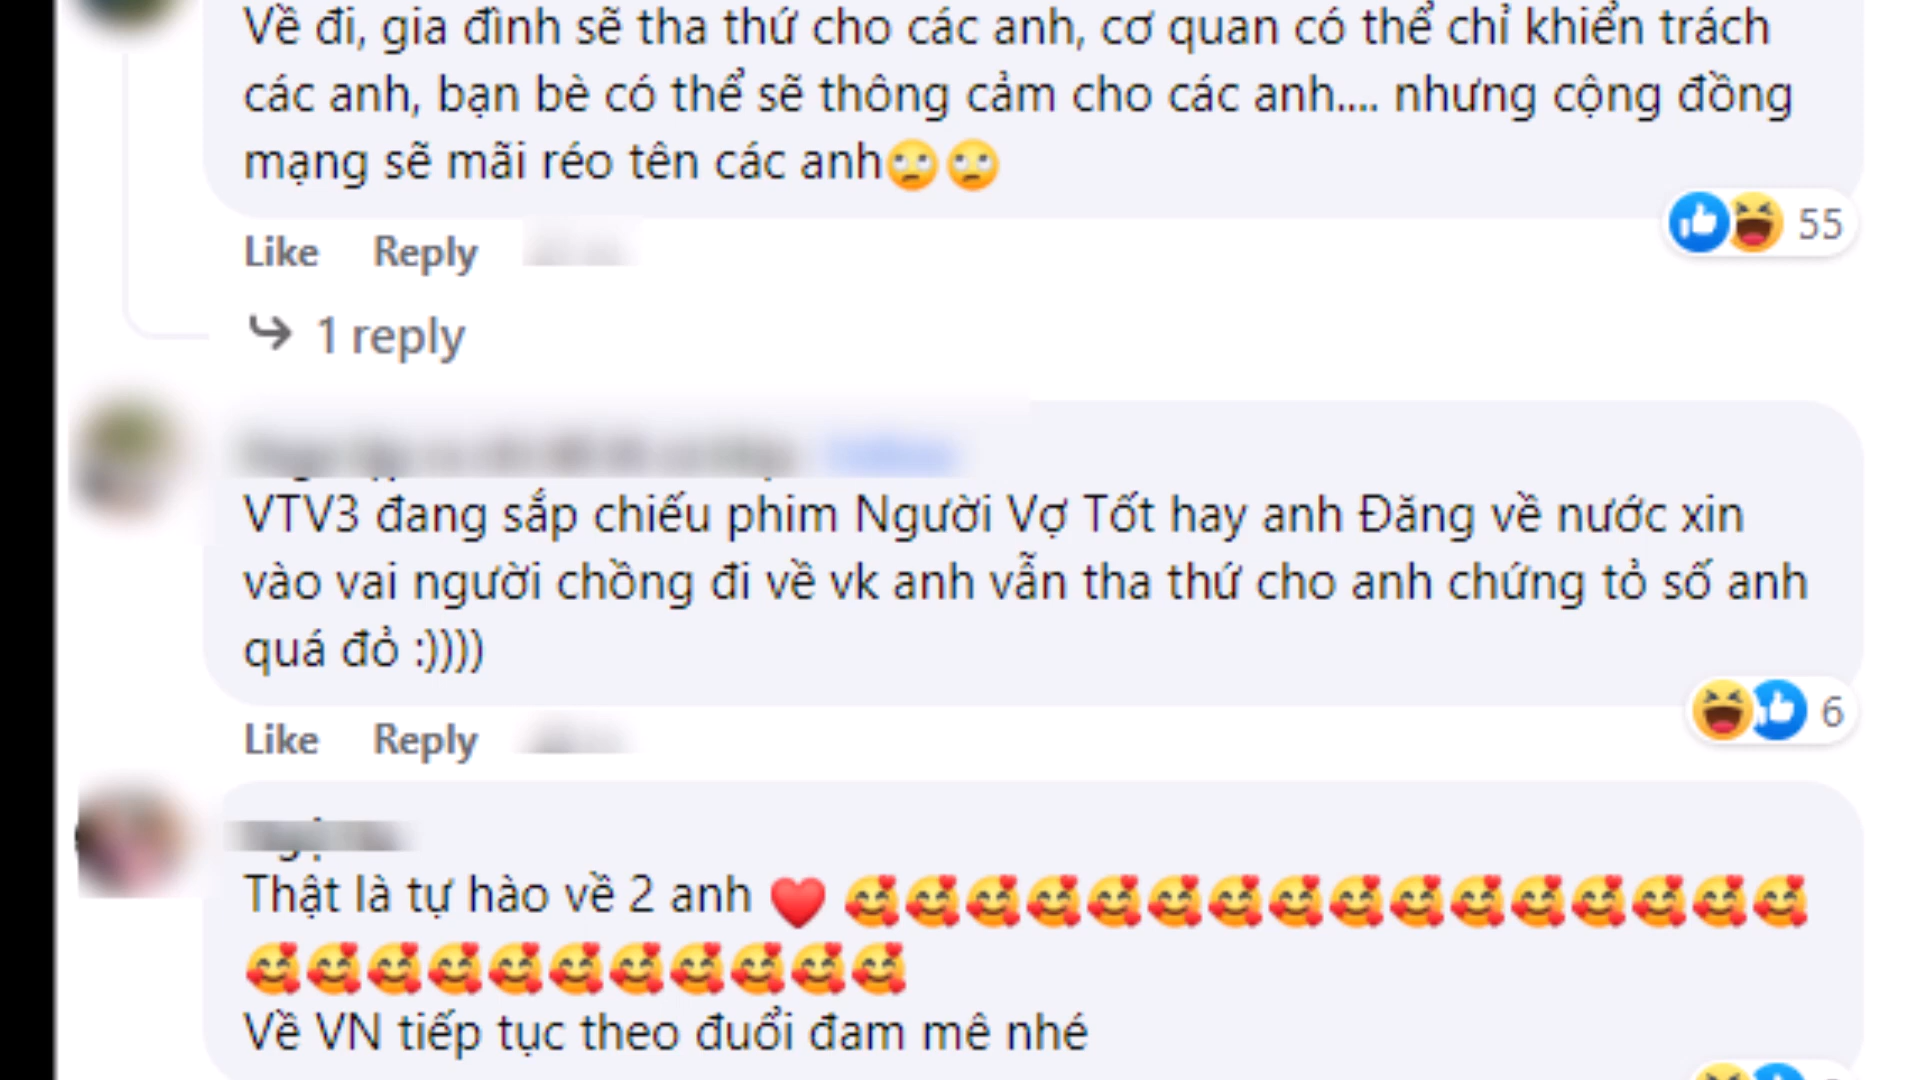 Về đi, gia đình sẽ tha thứ cho các anh, cơ quan có thể chỉ khiển trách
các anh, bạn bè có thể sẽ thông cảm cho các anh.... nhưng cộng đồng
mạng sẽ mãi réo tên các anh🙄🙄
55
Like Reply
1 reply
VTV3 đang sắp chiếu phim Người Vợ Tốt hay anh Đăng về nước xin
vào vai người chồng đi về vk anh vẫn tha thứ cho anh chứng tỏ số anh
quá đỏ :))))
6
Like Reply
Thật là tự hào về 2 anh ❤️ 🥰🥰🥰🥰🥰🥰🥰🥰🥰🥰🥰🥰🥰🥰🥰🥰
🥰🥰🥰🥰🥰🥰🥰🥰🥰🥰🥰
Về VN tiếp tục theo đuổi đam mê nhé